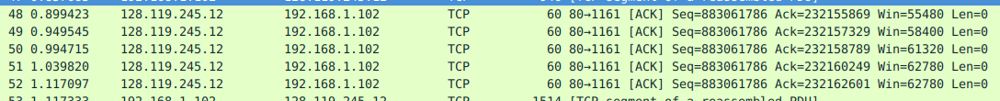 48 0.899423 128.119.245.12 192.168.1.102 TCP 60 80→1161 [ACK] Seq=883061786 Ack=232155869 Win=55480 Len=0
49 0.949545 128.119.245.12 192.168.1.102 TCP 60 80→1161 [ACK] Seq=883061786 Ack=232157329 Win=58400 Len=0
50 0.994715 128.119.245.12 192.168.1.102 TCP 60 80→1161 [ACK] Seq=883061786 Ack=232158789 Win=61320 Len=0
51 1.039820 128.119.245.12 192.168.1.102 TCP 60 80→1161 [ACK] Seq=883061786 Ack=232160249 Win=62780 Len=0
52 1.117097 128.119.245.12 192.168.1.102 TCP 60 80→1161 [ACK] Seq=883061786 Ack=232162601 Win=62780 Len=0
53 1.117333 192.168.1.102 128.119.245.12 TCP 1514 [TCP segment of a reassembled PDU]